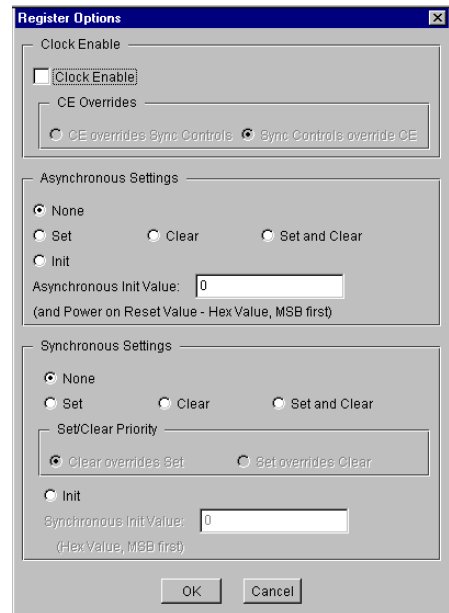 Register Options
Clock Enable
Clock Enable
CE Overrides
CE overrides Sync Controls Sync Controls override CE
Asynchronous Settings
None
Set Clear Set and Clear
Init
Asynchronous Init Value: 0
(and Power on Reset Value - Hex Value, MSB first)
Synchronous Settings
None
Set Clear Set and Clear
Set/Clear Priority
Clear overrides Set Set overrides Clear
Init
Synchronous Init Value: 0
(Hex Value, MSB first)
OK Cancel